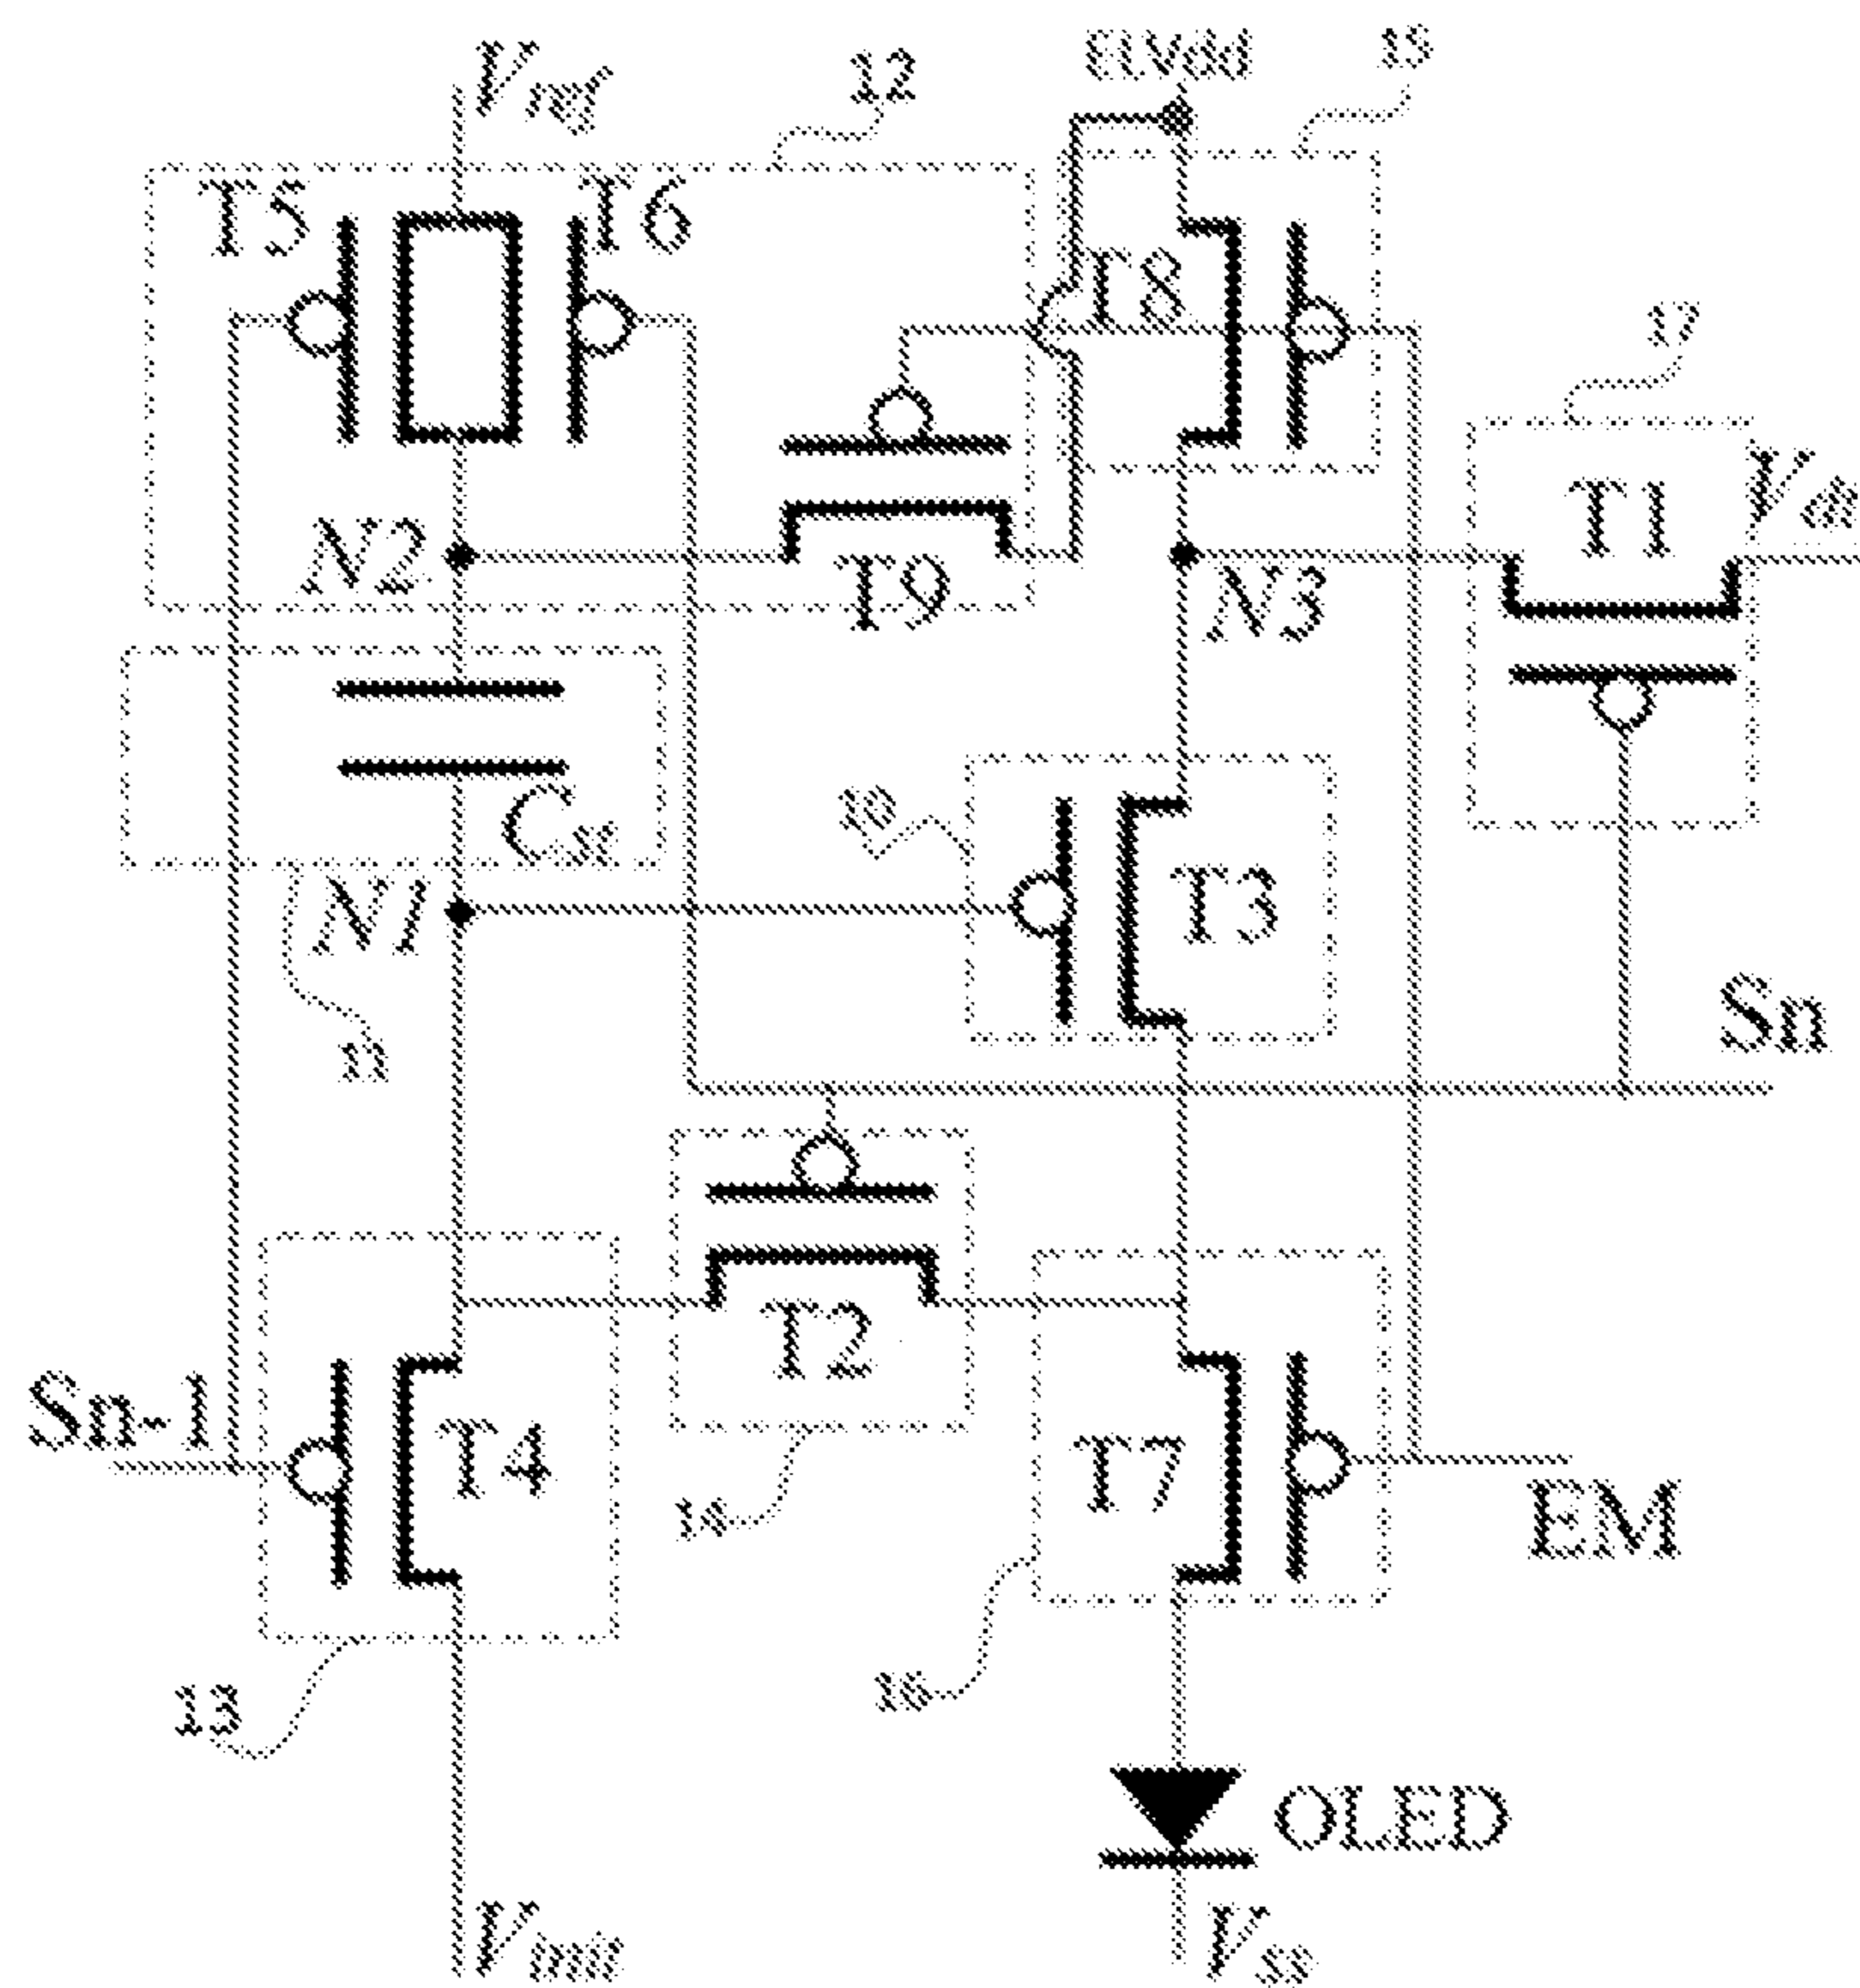 Vref
12
ELVdd
15
T5
T6
T8
17
T1
N2
T9
N3
Cst
10
N1
T3
Sn
11
T2
Sn-1
T4
T7
EM
14
13
16
OLED
Vinit
Vss